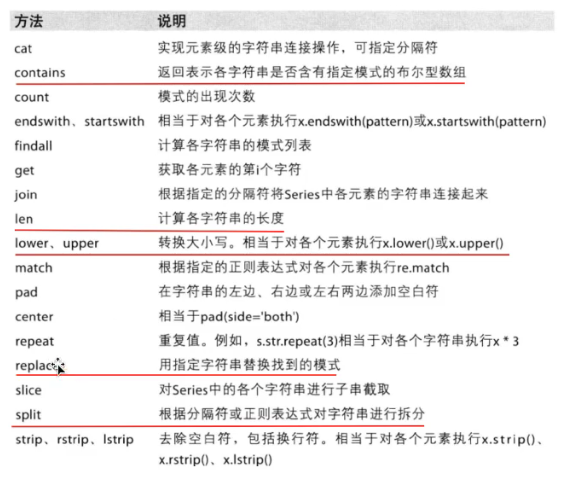 方法 说明
cat 实现元素级的字符串连接操作，可指定分隔符
contains 返回表示各字符串是否含有指定模式的布尔型数组
count 模式的出现次数
endswith、startswith 相当于对各个元素执行x.endswith(pattern)或x.startswith(pattern)
findall 计算各字符串的模式列表
get 获取各元素的第i个字符
join 根据指定的分隔符将Series中各元素的字符串连接起来
len 计算各字符串的长度
lower、upper 转换大小写。相当于对各个元素执行x.lower()或x.upper()
match 根据指定的正则表达式对各个元素执行re.match
pad 在字符串的左边、右边或左右两边添加空白符
center 相当于pad(side='both')
repeat 重复值。例如，s.str.repeat(3)相当于对各个字符串执行x * 3
replace 用指定字符串替换找到的模式
slice 对Series中的各个字符串进行子串截取
split 根据分隔符或正则表达式对字符串进行拆分
strip、rstrip、lstrip 去除空白符，包括换行符。相当于对各个元素执行x.strip()、
x.rstrip()、x.lstrip()